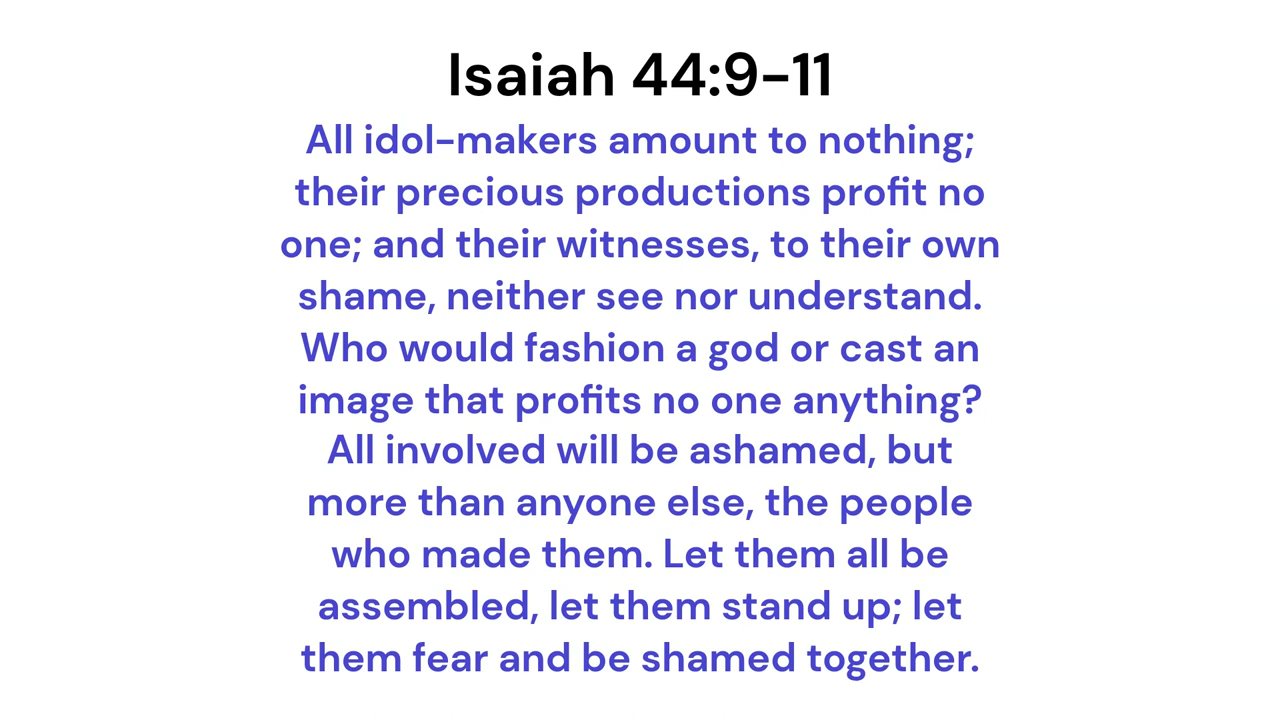 Isaiah 44:9-11
All idol-makers amount to nothing;
their precious productions profit no
one; and their witnesses, to their own
shame, neither see nor understand.
Who would fashion a god or cast an
image that profits no one anything?
All involved will be ashamed, but
more than anyone else, the people
who made them. Let them all be
assembled, let them stand up; let
them fear and be shamed together.